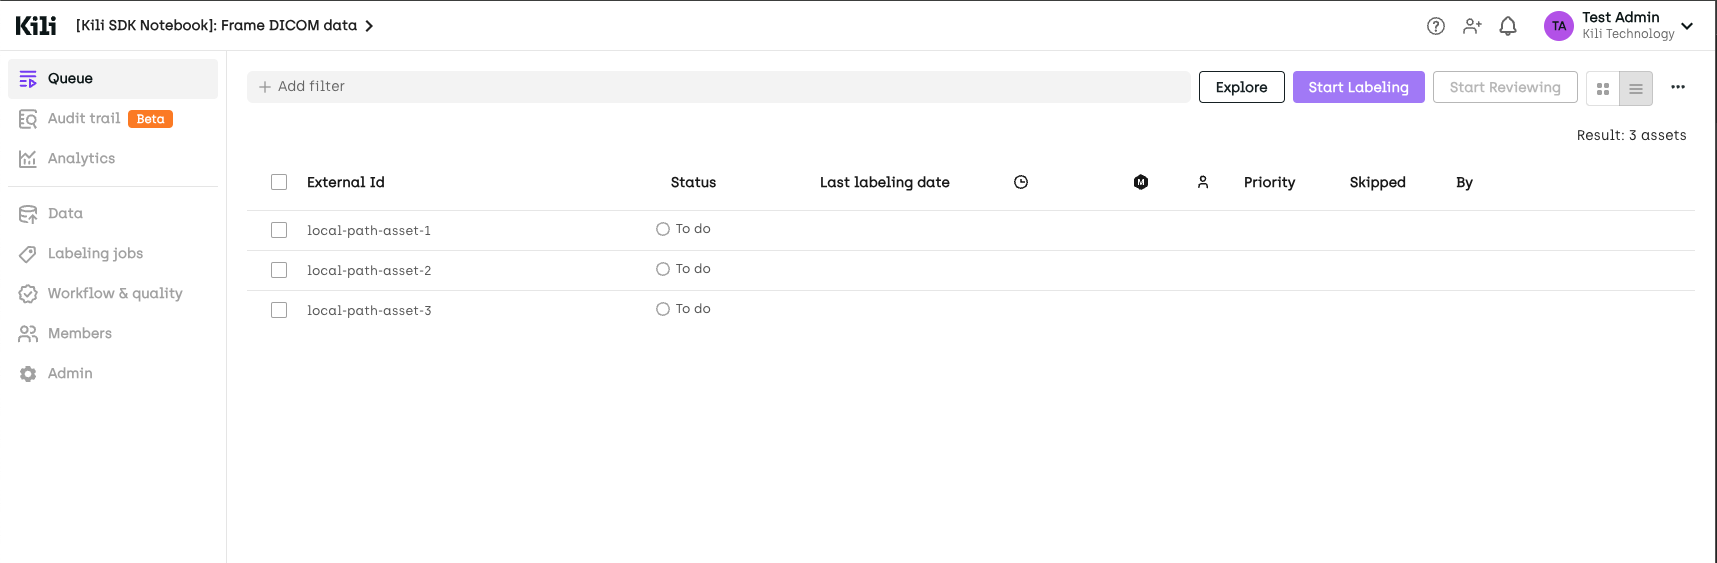 Kili [Kili SDK Notebook]: Frame DICOM data
TA Test Admin
Kili Technology
Queue
Audit trail Beta
Analytics
Data
Labeling jobs
Workflow & quality
Members
Admin
Add filter Explore Start Labeling Start Reviewing
Result: 3 assets
External Id Status Last labeling date M Priority Skipped By
local-path-asset-1 To do
local-path-asset-2 To do
local-path-asset-3 To do